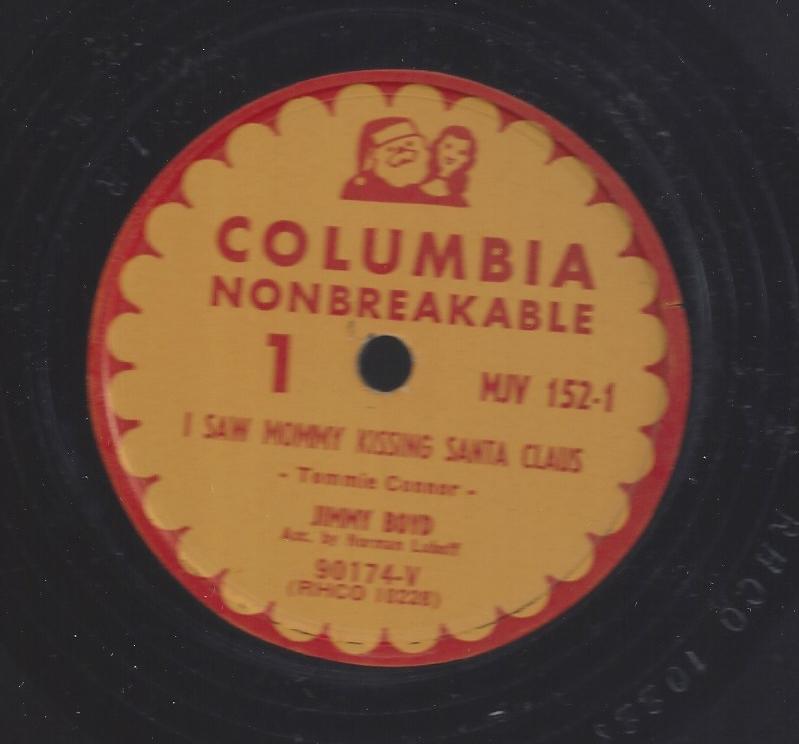 COLUMBIA
NONBREAKABLE
1
MJV 152-1
I SAW MOMMY KISSING SANTA CLAUS
- Tommie Connor -
JIMMY BOYD
Acc. by Norman Luboff
90174-V
(RHCO 10228)
RHCO